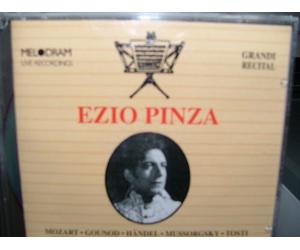 MELODRAM
LIVE RECORDINGS
GRANDI
RECITAL
EZIO PINZA
MOZART • GOUNOD • HÄNDEL • MUSSORGSKY • TOSTI